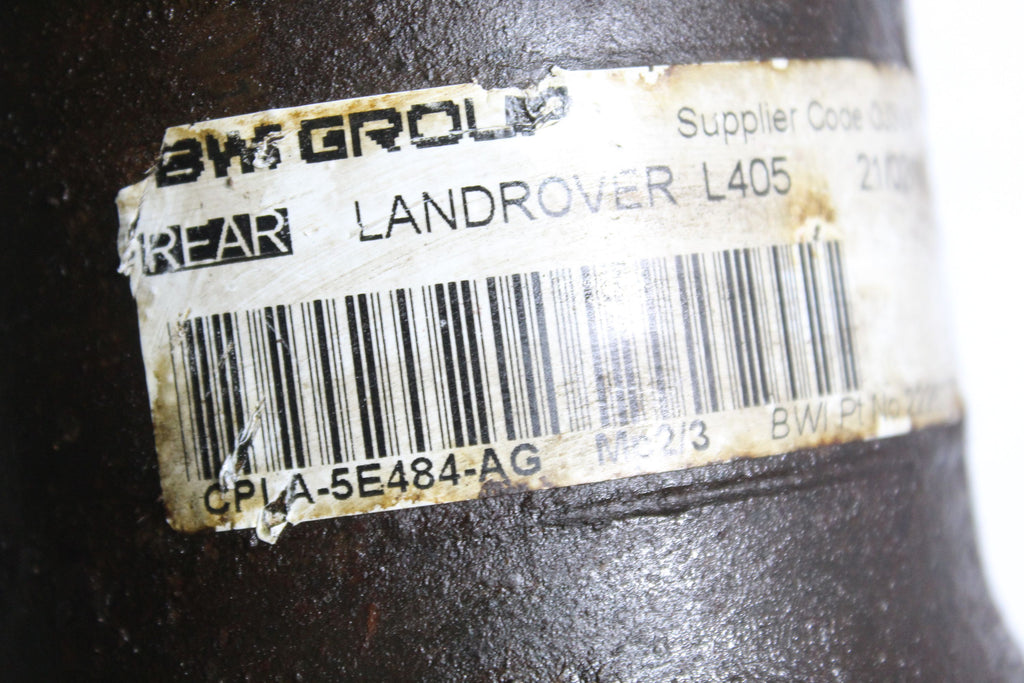 BWI GROUP
Supplier Code
REAR LANDROVER L405
CPLA-5E484-AG
BWI Pt No